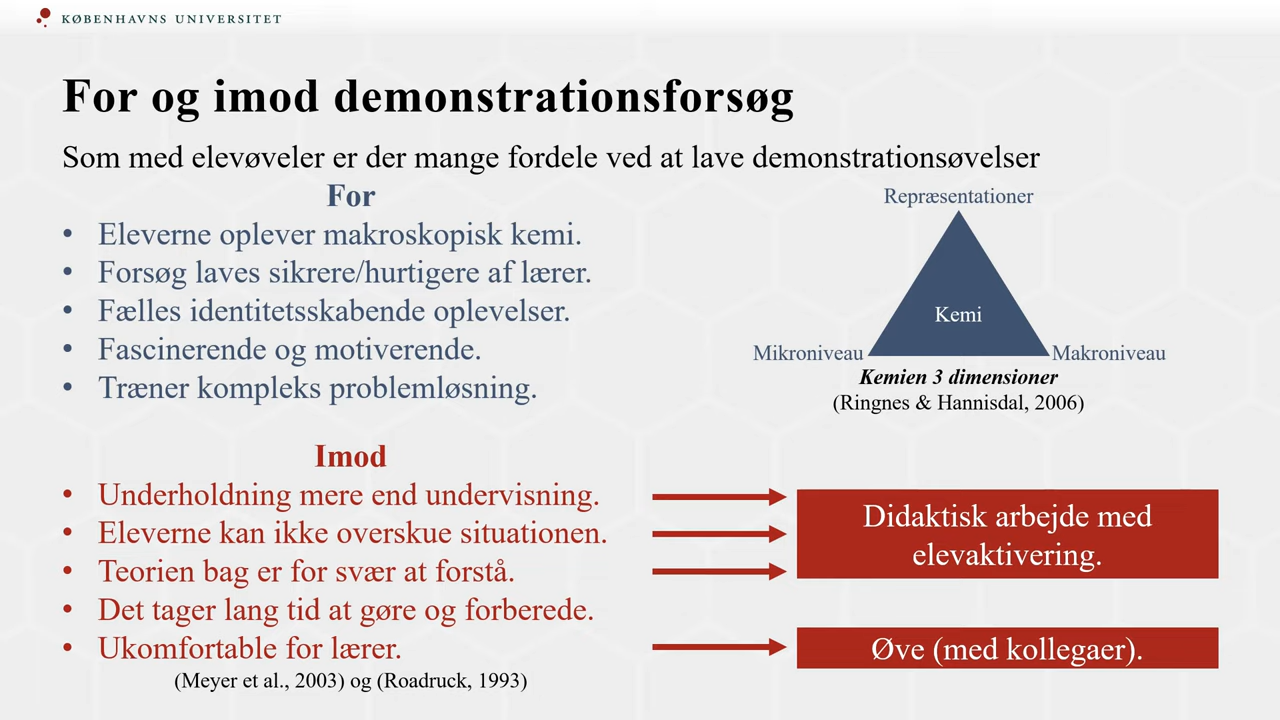 KØBENHAVNS UNIVERSITET
For og imod demonstrationsforsøg
Som med elevøveler er der mange fordele ved at lave demonstrationsøvelser
For
• Eleverne oplever makroskopisk kemi.
• Forsøg laves sikrere/hurtigere af lærer.
• Fælles identitetsskabende oplevelser.
• Fascinerende og motiverende.
• Træner kompleks problemløsning.
Repræsentationer
Kemi
Mikroniveau
Makroniveau
Kemien 3 dimensioner
(Ringnes & Hannisdal, 2006)
Imod
• Underholdning mere end undervisning.
• Eleverne kan ikke overskue situationen.
• Teorien bag er for svær at forstå.
• Det tager lang tid at gøre og forberede.
• Ukomfortable for lærer.
(Meyer et al., 2003) og (Roadruck, 1993)
Didaktisk arbejde med
elevaktivering.
Øve (med kollegaer).